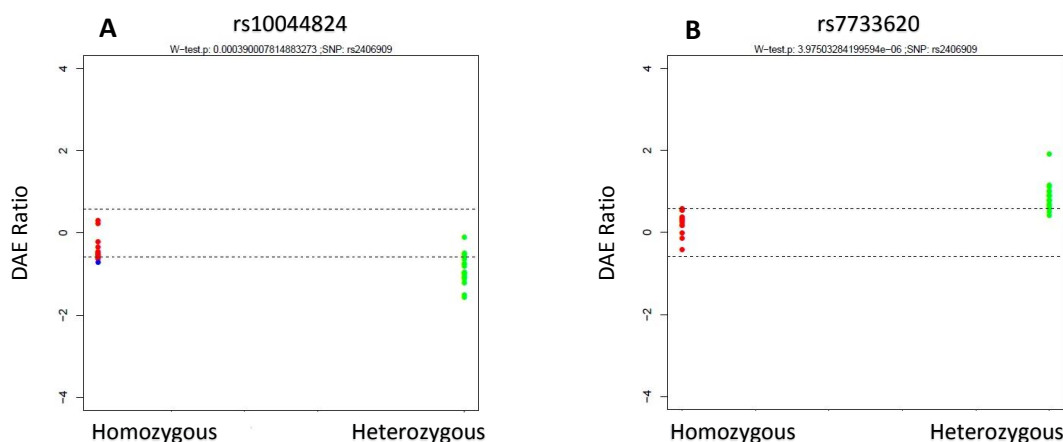 A
rs10044824
W-test.p: 0.000390007814883273 ;SNP: rs2406909
DAE Ratio
4
2
0
−2
−4
Homozygous
Heterozygous
B
rs7733620
W-test.p: 3.97503284199594e-06 ;SNP: rs2406909
DAE Ratio
4
2
0
−2
−4
Homozygous
Heterozygous